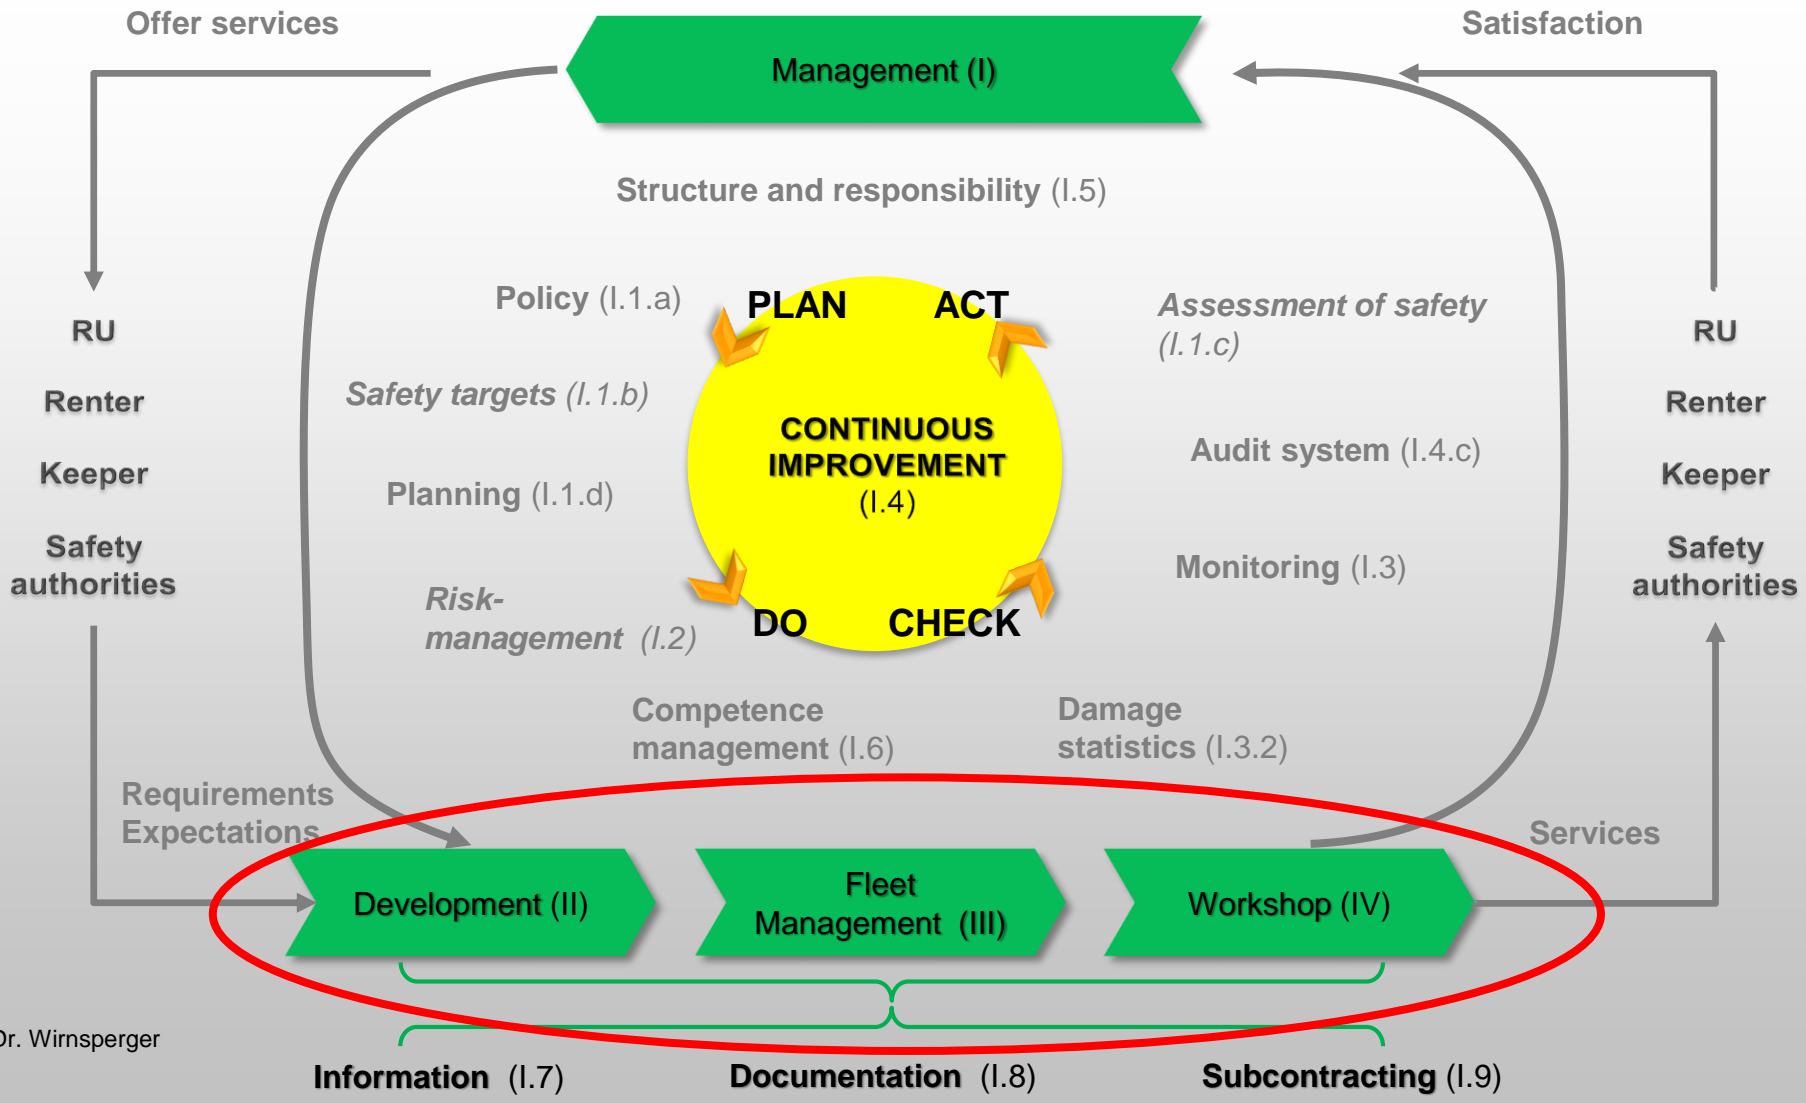 Offer services
Satisfaction
Management (I)
Structure and responsibility (I.5)
Policy (I.1.a)
PLAN
ACT
Assessment of safety
(I.1.c)
RU
RU
Safety targets (I.1.b)
Renter
Renter
CONTINUOUS
IMPROVEMENT
(I.4)
Audit system (I.4.c)
Keeper
Keeper
Planning (I.1.d)
Safety
authorities
Monitoring (I.3)
Safety
authorities
Risk-
management (I.2)
DO
CHECK
Competence
management (I.6)
Damage
statistics (I.3.2)
Requirements
Expectations
Services
Development (II)
Fleet
Management (III)
Workshop (IV)
Dr. Wirnsperger
Information (I.7)
Documentation (I.8)
Subcontracting (I.9)